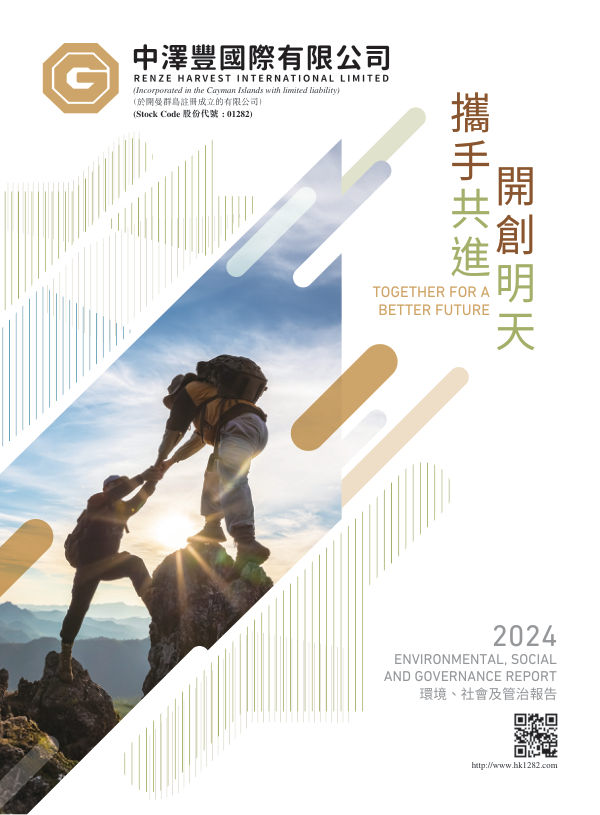 中澤豐國際有限公司
RENZE HARVEST INTERNATIONAL LIMITED
(Incorporated in the Cayman Islands with limited liability)
(於開曼群島註冊成立的有限公司)
(Stock Code 股份代號 : 01282)
攜手共進
開創明天
TOGETHER FOR A
BETTER FUTURE
2024
ENVIRONMENTAL, SOCIAL
AND GOVERNANCE REPORT
環境、社會及管治報告
http://www.hk1282.com